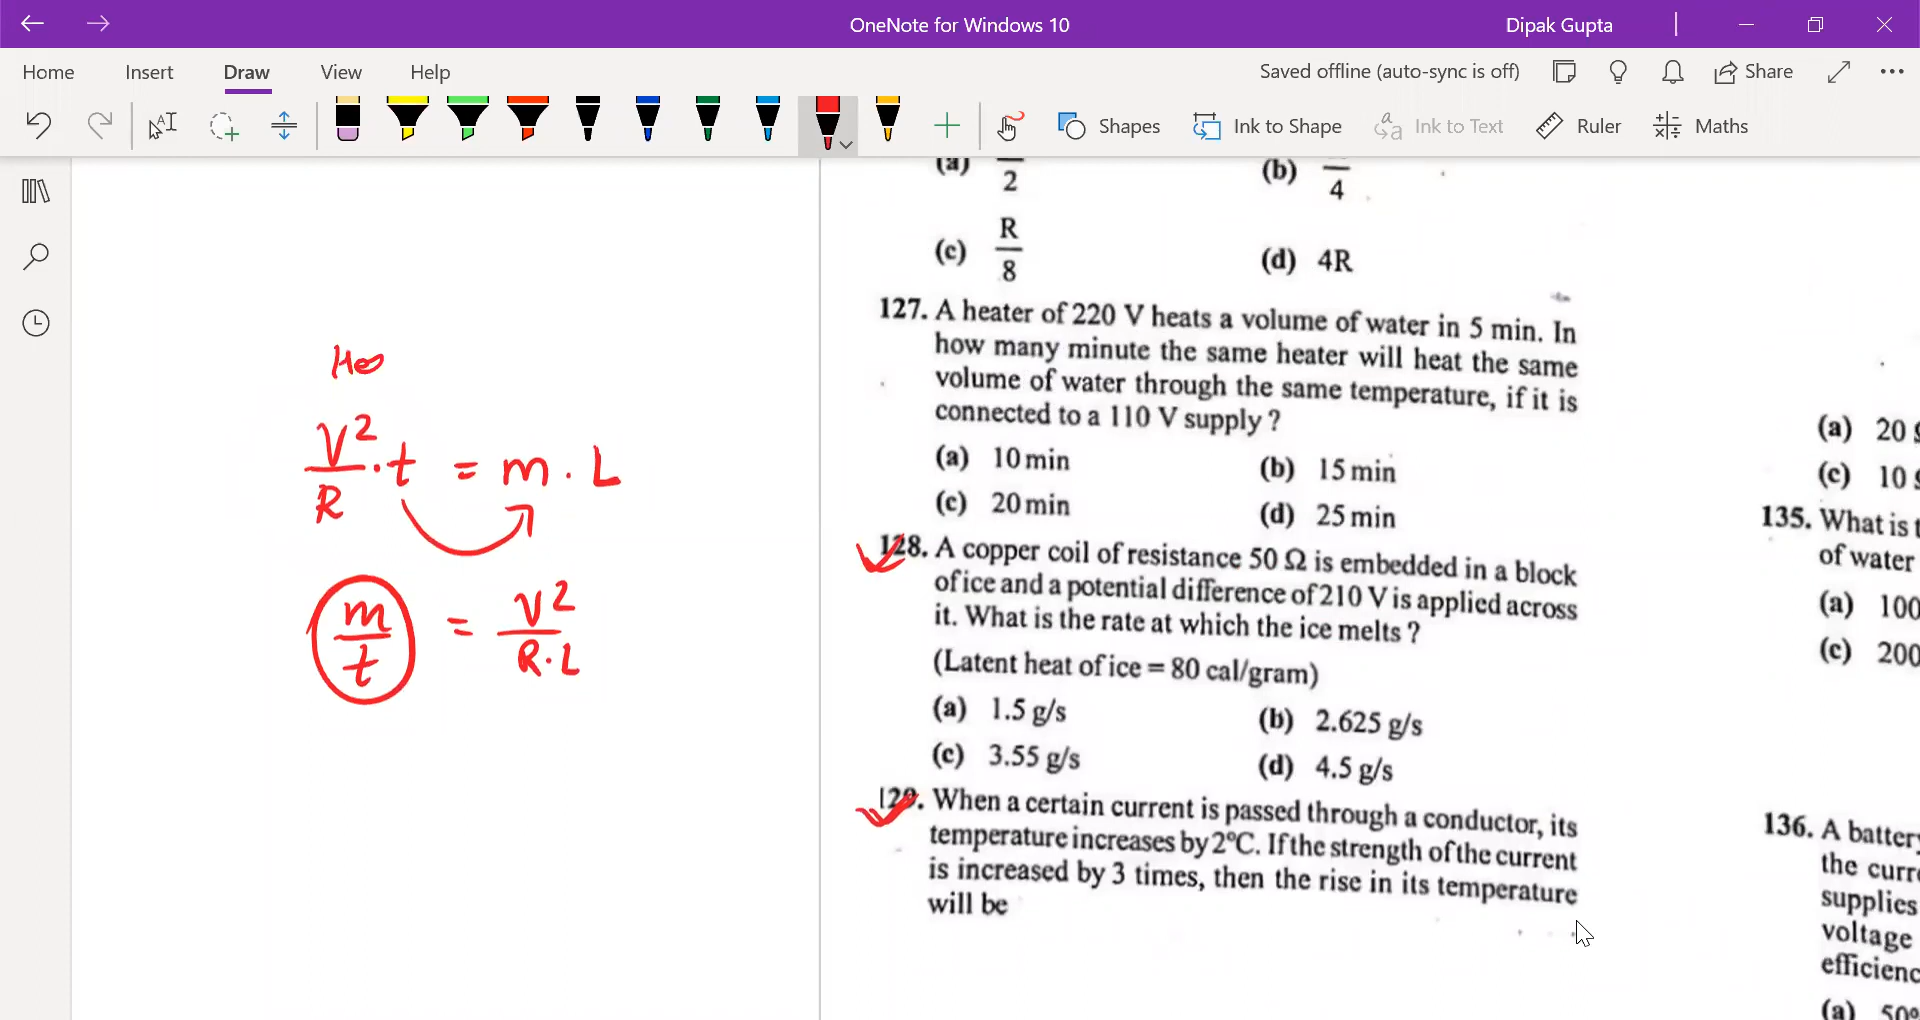 OneNote for Windows 10
Dipak Gupta
Home Insert Draw View Help
Saved offline (auto-sync is off)
Share
Shapes
Ink to Shape
Ink to Text
Ruler
Maths
V²/R · t = m · L
m/t = V²/R·L
(a) 2
(b) 4
(c) R/8
(d) 4R
127. A heater of 220 V heats a volume of water in 5 min. In
how many minute the same heater will heat the same
volume of water through the same temperature, if it is
connected to a 110 V supply ?
(a) 10 min
(b) 15 min
(c) 20 min
(d) 25 min
128. A copper coil of resistance 50 Ω is embedded in a block
of ice and a potential difference of 210 V is applied across
it. What is the rate at which the ice melts ?
(Latent heat of ice = 80 cal/gram)
(a) 1.5 g/s
(b) 2.625 g/s
(c) 3.55 g/s
(d) 4.5 g/s
129. When a certain current is passed through a conductor, its
temperature increases by 2°C. If the strength of the current
is increased by 3 times, then the rise in its temperature
will be
(a) 20
(c) 10
135. What is
of water
(a) 100
(c) 200
136. A battery
the curre
supplies
voltage
efficienc
(a) 50